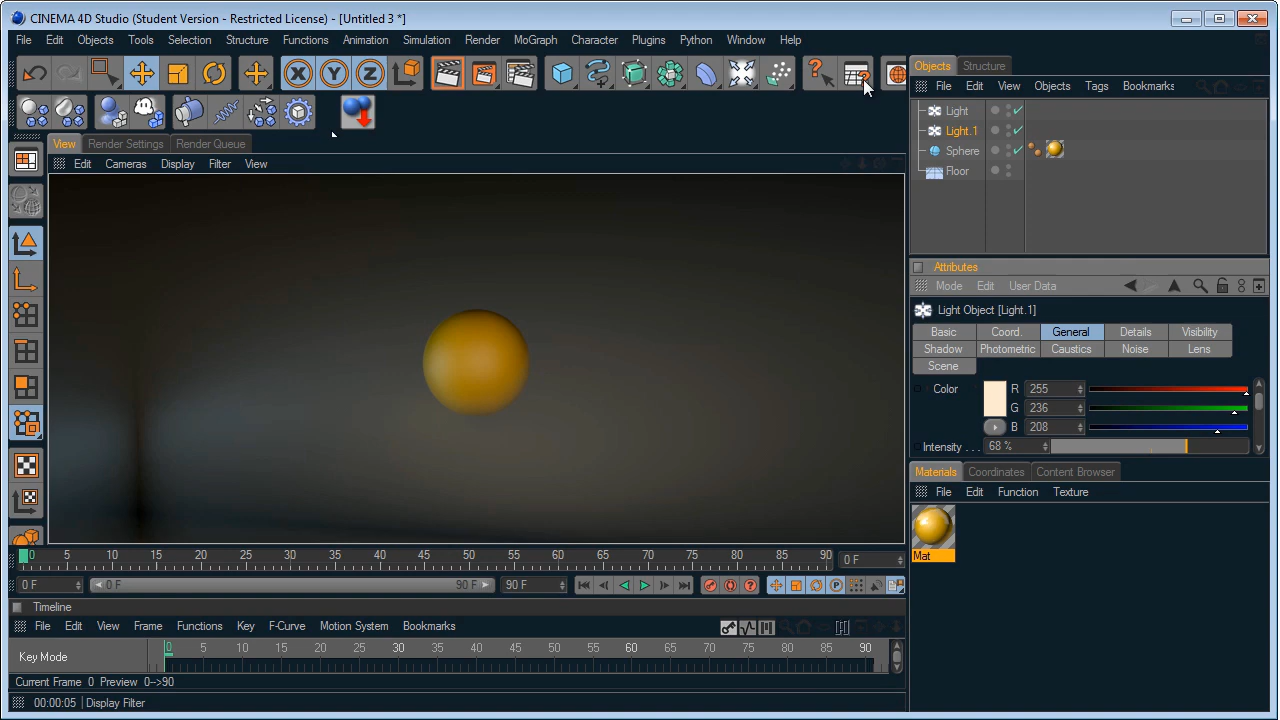 CINEMA 4D Studio (Student Version - Restricted License) - [Untitled 3 *]
File Edit Objects Tools Selection Structure Functions Animation Simulation Render MoGraph Character Plugins Python Window Help
X Y Z
Objects Structure
File Edit View Objects Tags Bookmarks
Light
Light.1
Sphere
Floor
View Render Settings Render Queue
Edit Cameras Display Filter View
Attributes
Mode Edit User Data
Light Object [Light.1]
Basic Coord. General Details Visibility
Shadow Photometric Caustics Noise Lens
Scene
Color R 255
G 236
B 208
Intensity . . . 68 %
Materials Coordinates Content Browser
File Edit Function Texture
Mat
0 5 10 15 20 25 30 35 40 45 50 55 60 65 70 75 80 85 90 0 F
0 F 0 F 90 F 90 F P
Timeline
File Edit View Frame Functions Key F-Curve Motion System Bookmarks
Key Mode 0 5 10 15 20 25 30 35 40 45 50 55 60 65 70 75 80 85 90
Current Frame 0 Preview 0-->90
00:00:05 Display Filter